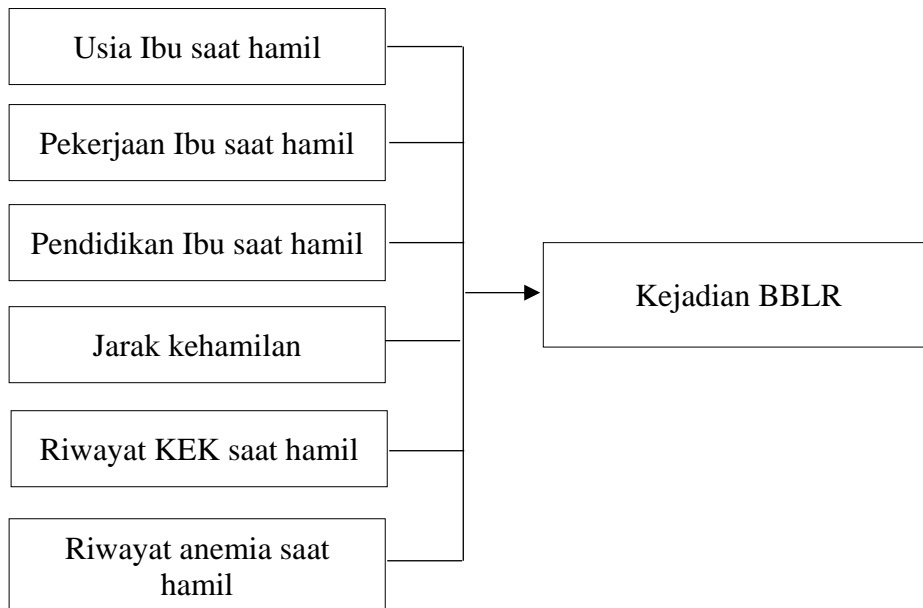 Usia Ibu saat hamil
Pekerjaan Ibu saat hamil
Pendidikan Ibu saat hamil
Jarak kehamilan
Riwayat KEK saat hamil
Riwayat anemia saat
hamil
Kejadian BBLR